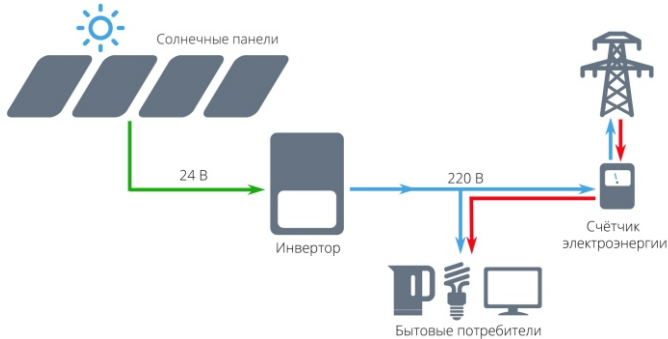 Солнечные панели
24 В
220 В
Инвертор
Счётчик
электроэнергии
Бытовые потребители